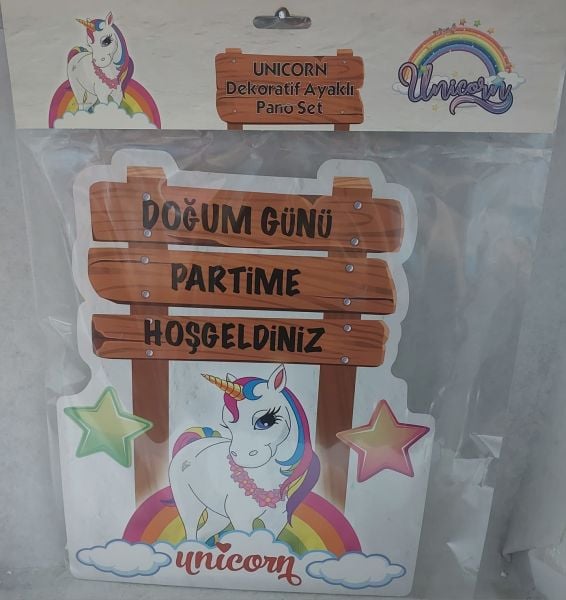 UNICORN
Dekoratif Ayaklı
Pano Set
Unicorn
DOĞUM GÜNÜ
PARTİME
HOŞGELDİNİZ
unicorn